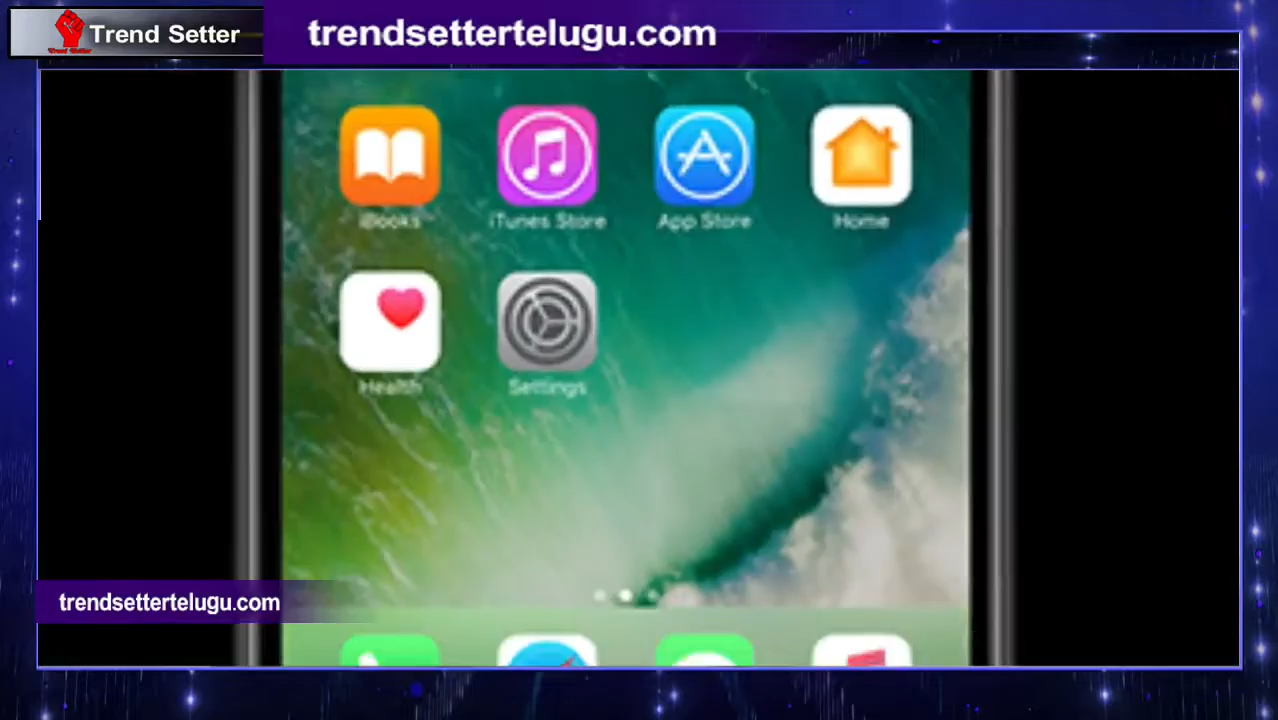 Trend Setter
trendsettertelugu.com
iBooks
iTunes Store
App Store
Home
Health
Settings
trendsettertelugu.com